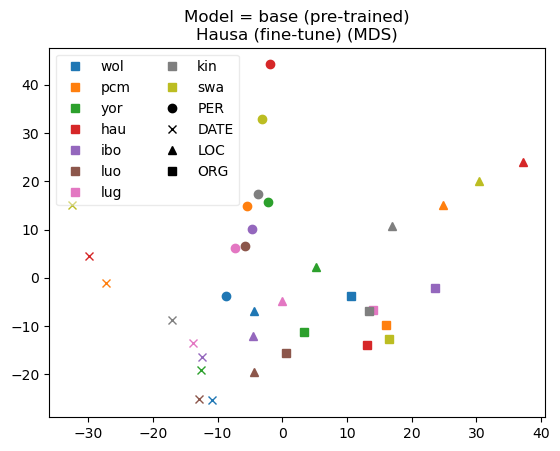 Model = base (pre-trained)
Hausa (fine-tune) (MDS)
wol
pcm
yor
hau
ibo
luo
lug
kin
swa
PER
DATE
LOC
ORG
40
30
20
10
0
−10
−20
−30
−20
−10
0
10
20
30
40